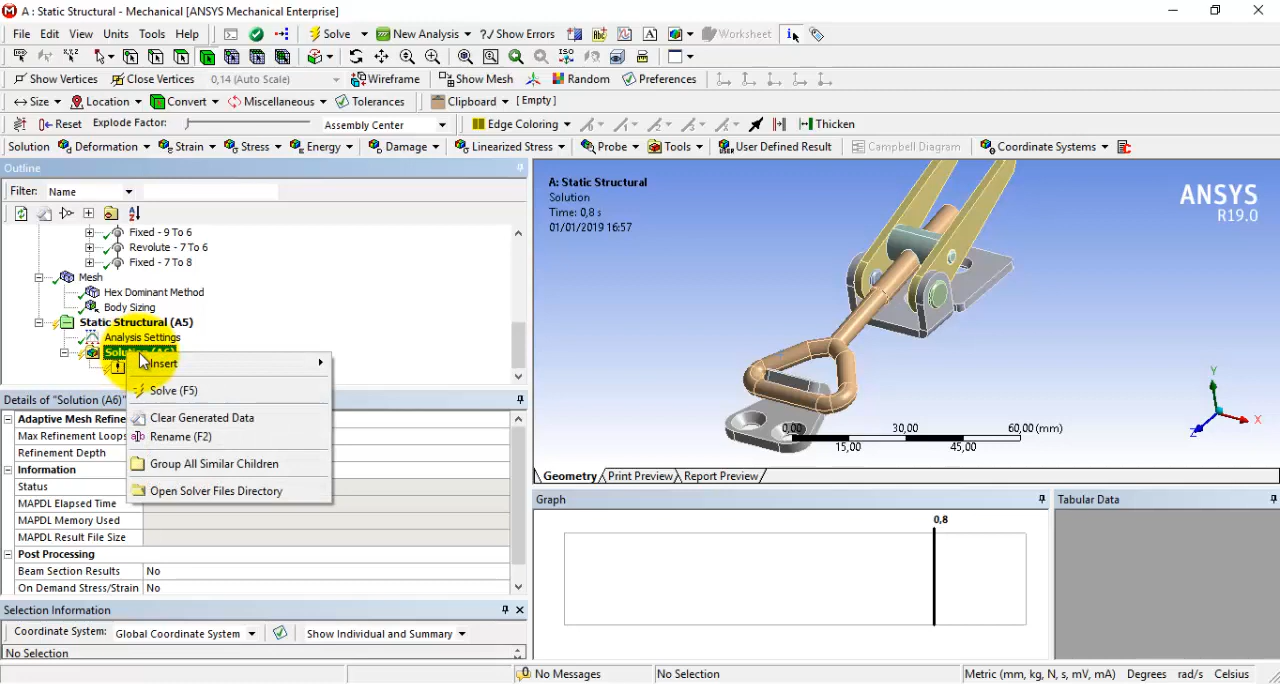 A : Static Structural - Mechanical [ANSYS Mechanical Enterprise]
File Edit View Units Tools Help Solve New Analysis ?/ Show Errors Worksheet
Show Vertices Close Vertices 0,14 (Auto Scale) Wireframe Show Mesh Random Preferences
Size Location Convert Miscellaneous Tolerances Clipboard [ Empty ]
Reset Explode Factor: Assembly Center Edge Coloring Thicken
Solution Deformation Strain Stress Energy Damage Linearized Stress Probe Tools User Defined Result Campbell Diagram Coordinate Systems
Outline
Filter: Name
Fixed - 9 To 6
Revolute - 7 To 6
Fixed - 7 To 8
Mesh
Hex Dominant Method
Body Sizing
Static Structural (A5)
Analysis Settings
Solution (A6)
Insert
Solve (F5)
Clear Generated Data
Rename (F2)
Group All Similar Children
Open Solver Files Directory
Details of "Solution (A6)"
Adaptive Mesh Refine
Max Refinement Loops
Refinement Depth
Information
Status
MAPDL Elapsed Time
MAPDL Memory Used
MAPDL Result File Size
Post Processing
Beam Section Results No
On Demand Stress/Strain No
Selection Information
Coordinate System: Global Coordinate System Show Individual and Summary
No Selection
A: Static Structural
Solution
Time: 0,8 s
01/01/2019 16:57
ANSYS
R19.0
0,00 30,00 60,00 (mm)
15,00 45,00
Y
X
Z
Geometry Print Preview Report Preview
Graph
0,8
Tabular Data
No Messages No Selection Metric (mm, kg, N, s, mV, mA) Degrees rad/s Celsius